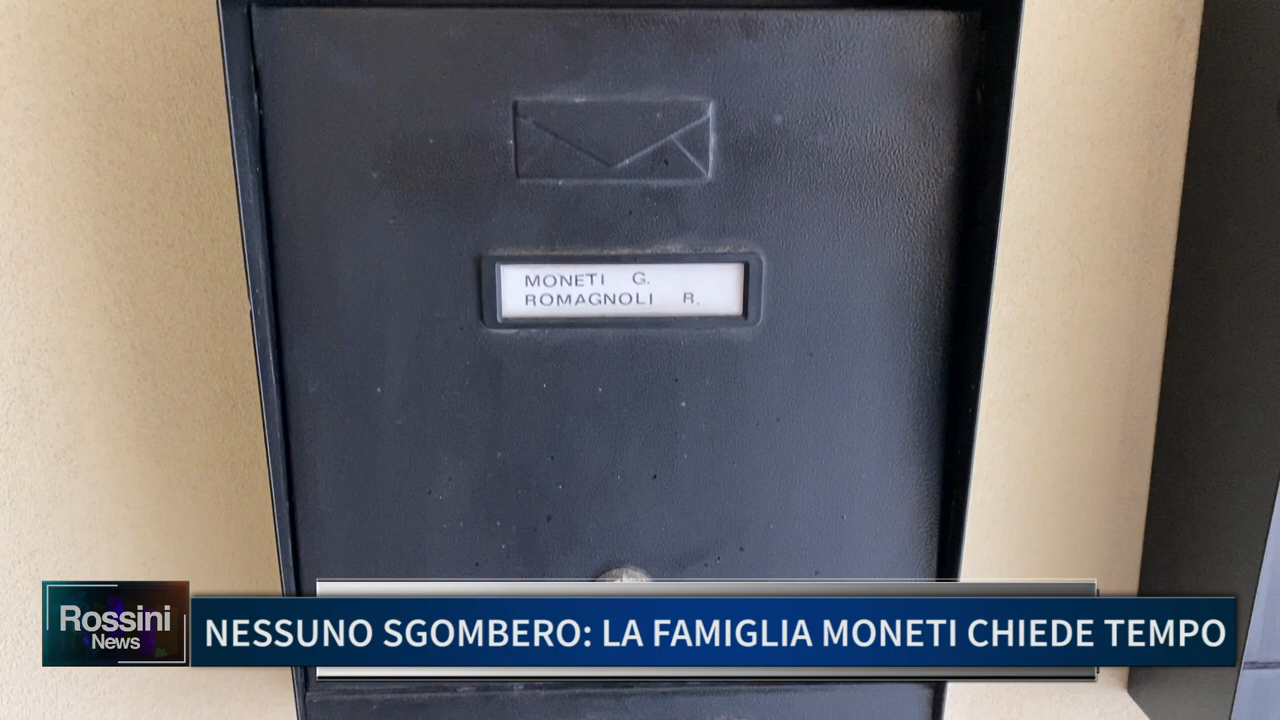 MONETI G.
ROMAGNOLI R.
Rossini
News
NESSUNO SGOMBERO: LA FAMIGLIA MONETI CHIEDE TEMPO